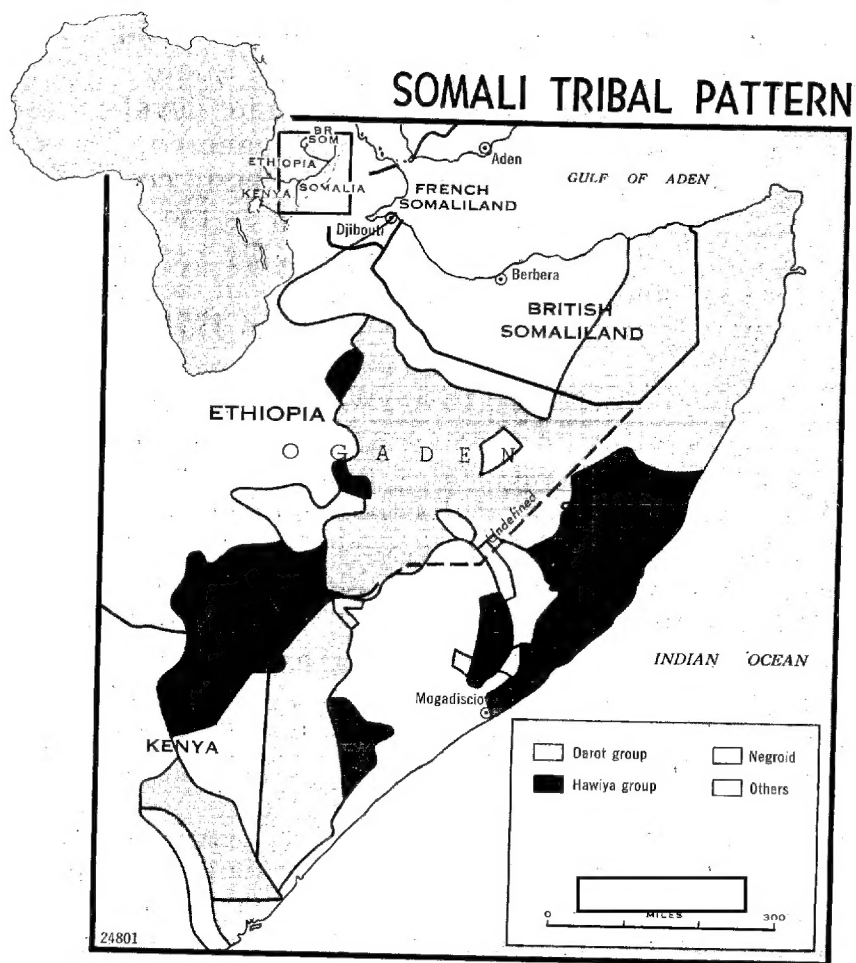 SOMALI TRIBAL PATTERN
BR
SOM
ETHIOPIA
SOMALIA
KENYA
Aden
GULF OF ADEN
FRENCH
SOMALILAND
Djibouti
Berbera
BRITISH
SOMALILAND
ETHIOPIA
O G A D E N
Undefined
INDIAN OCEAN
Mogadiscio
KENYA
Darot group
Negroid
Hawiya group
Others
0 MILES 300
24801